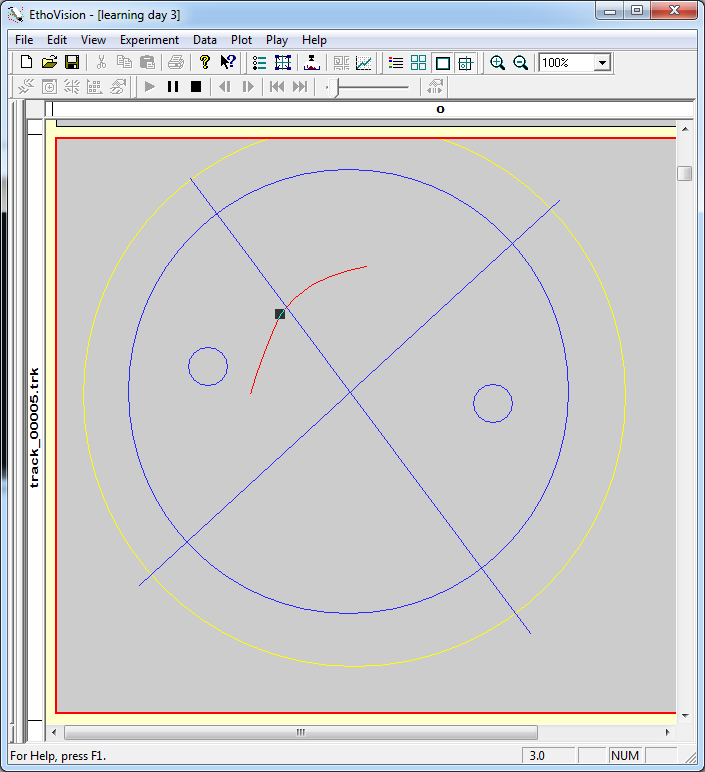 EthoVision - [learning day 3]
File Edit View Experiment Data Plot Play Help
100%
o
track_00005.trk
For Help, press F1.
3.0
NUM